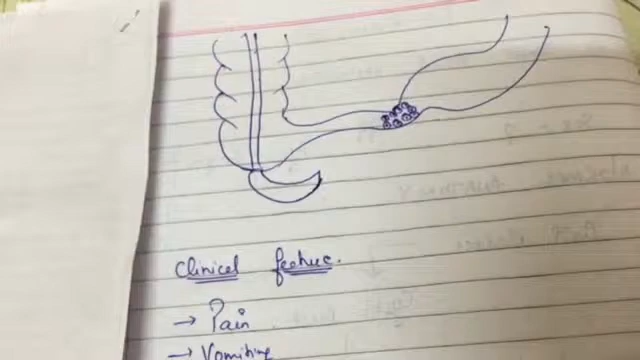 Clinical feature.
→ Pain
→ Vomiting